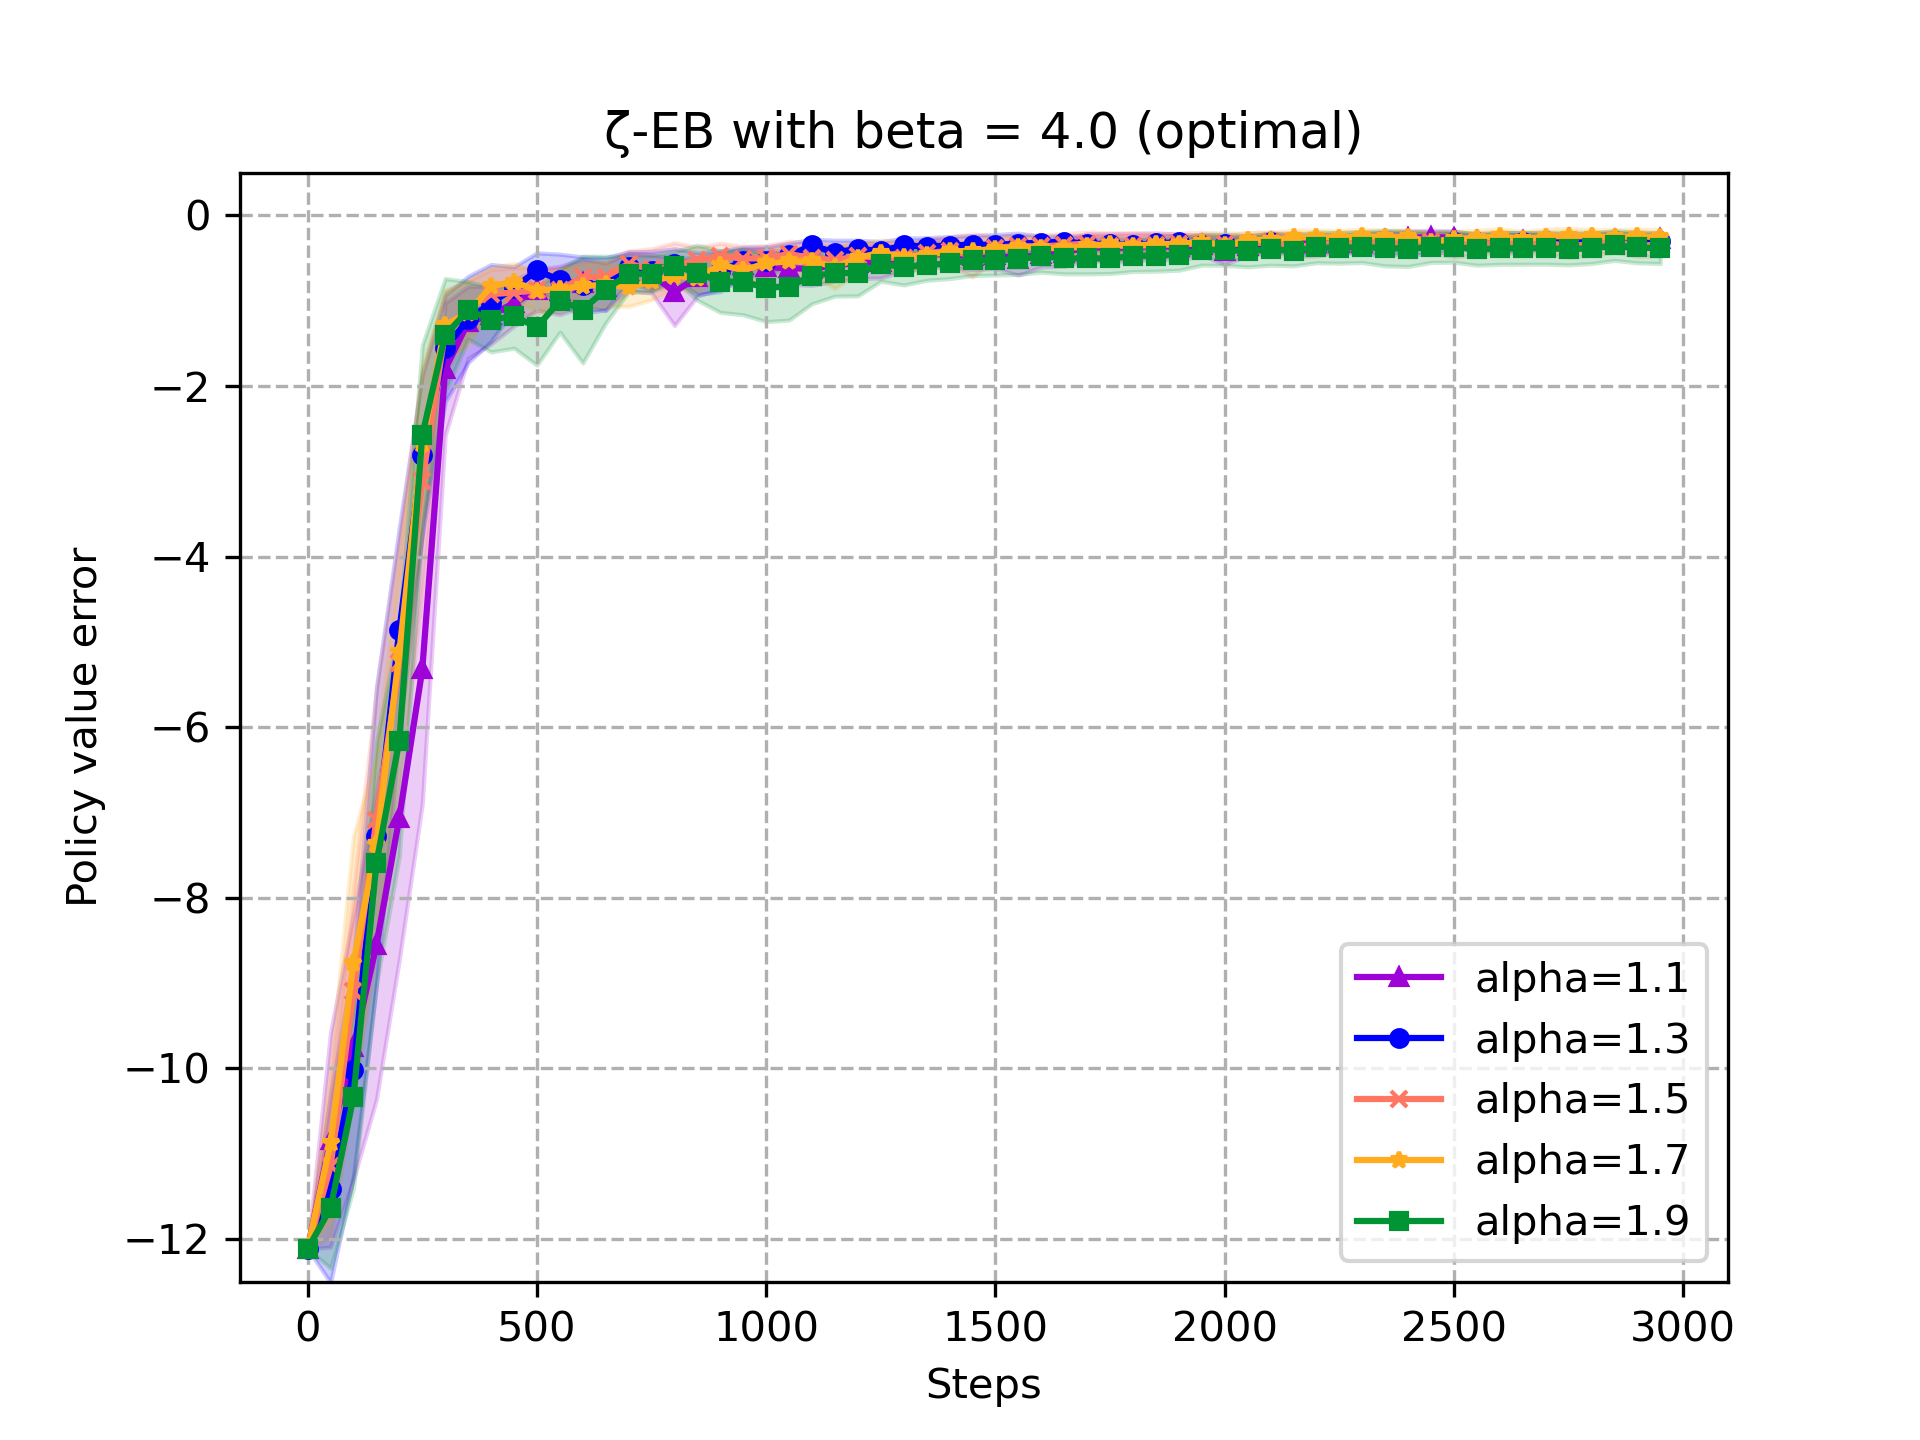 ζ-EB with beta = 4.0 (optimal)
Policy value error
0
−2
−4
−6
−8
−10
−12
0 500 1000 1500 2000 2500 3000
Steps
alpha=1.1
alpha=1.3
alpha=1.5
alpha=1.7
alpha=1.9